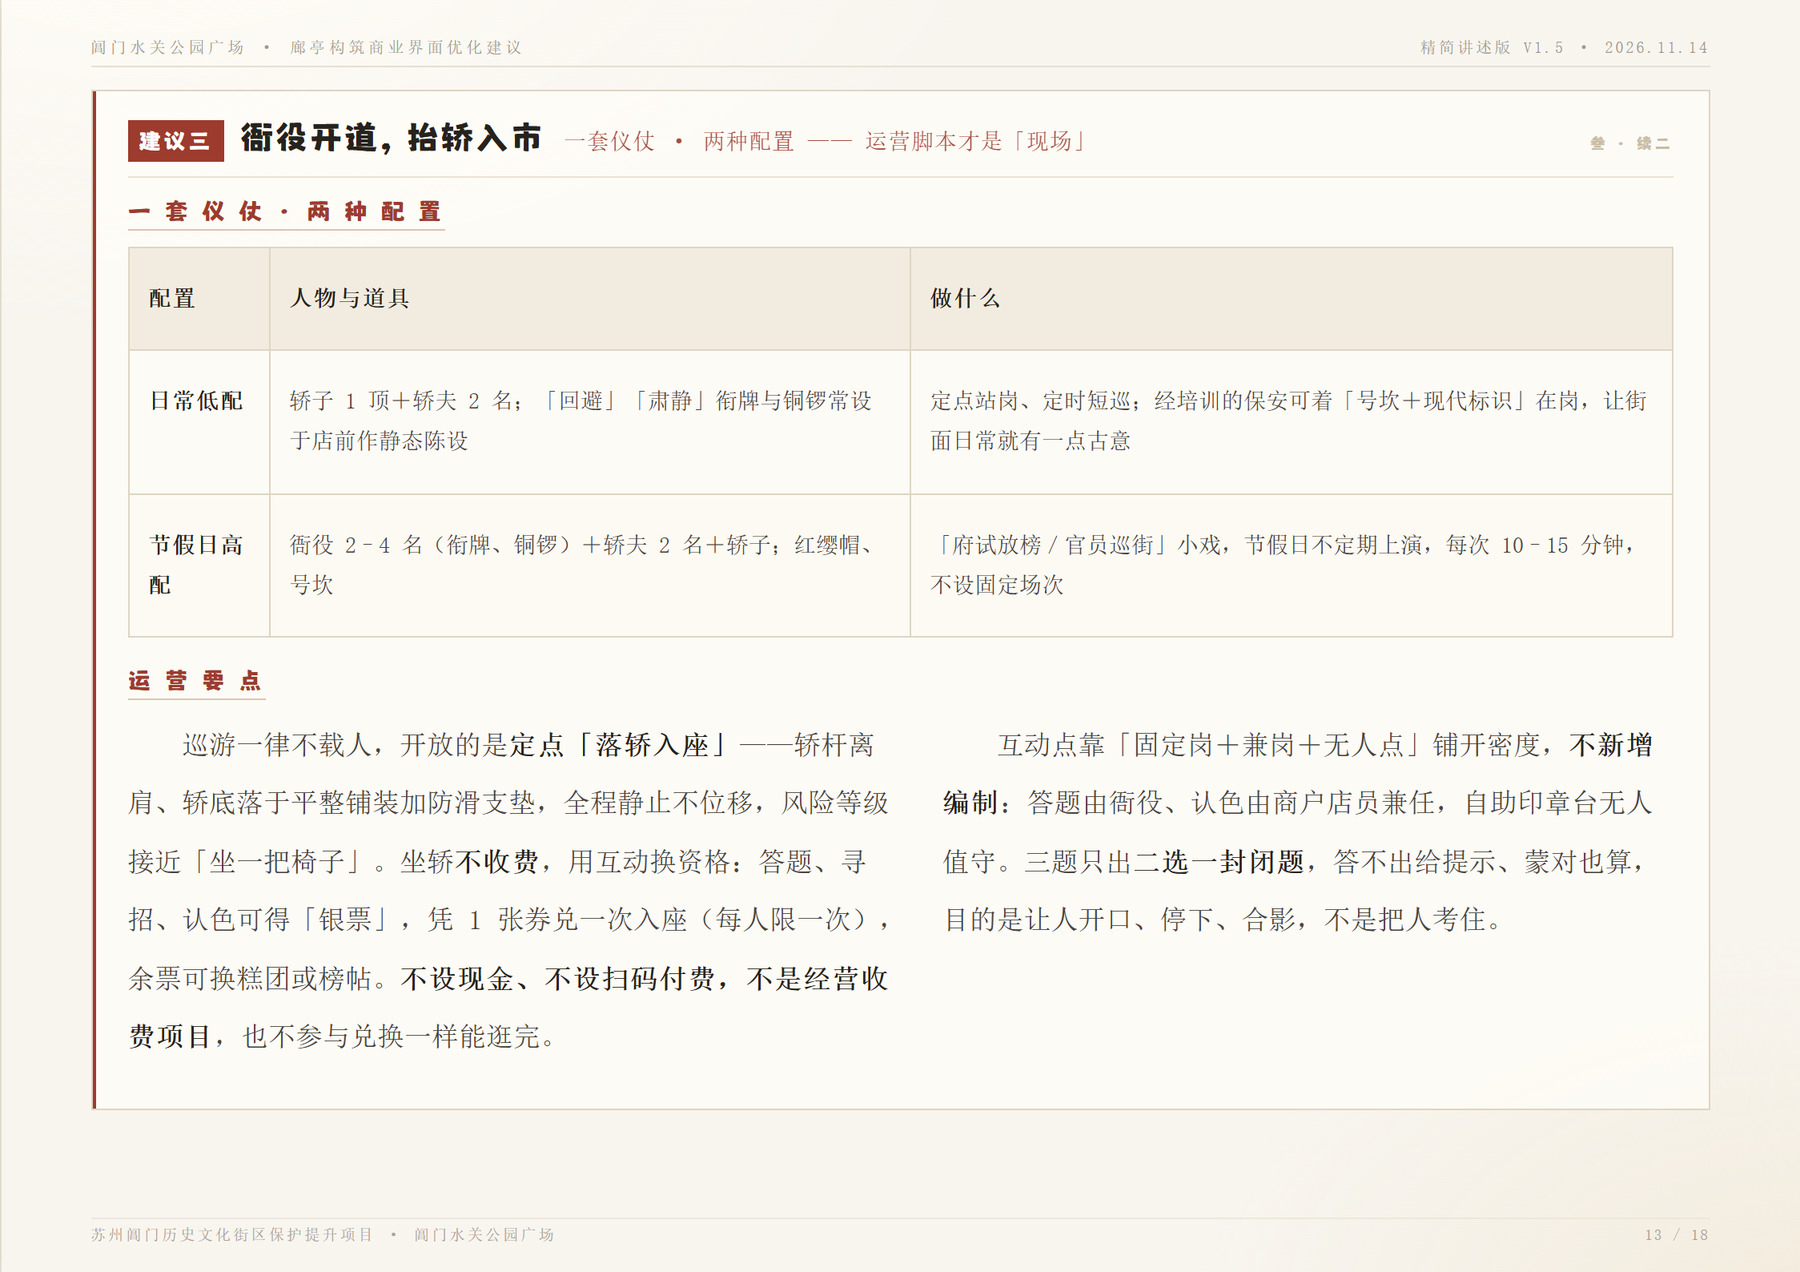 阊门水关公园广场 • 廊亭构筑商业界面优化建议
精简讲述版 V1.5 • 2026.11.14
建议三 衙役开道，抬轿入市 一套仪仗 • 两种配置 —— 运营脚本才是「现场」
叁 · 续二
一套仪仗 · 两种配置
配置 人物与道具 做什么
日常低配
轿子 1 顶＋轿夫 2 名；「回避」「肃静」衔牌与铜锣常设
于店前作静态陈设
定点站岗、定时短巡；经培训的保安可着「号坎＋现代标识」在岗，让街
面日常就有一点古意
节假日高
配
衙役 2–4 名（衔牌、铜锣）＋轿夫 2 名＋轿子；红缨帽、
号坎
「府试放榜 / 官员巡街」小戏，节假日不定期上演，每次 10–15 分钟，
不设固定场次
运营要点
巡游一律不载人，开放的是定点「落轿入座」——轿杆离
肩、轿底落于平整铺装加防滑支垫，全程静止不位移，风险等级
接近「坐一把椅子」。坐轿不收费，用互动换资格：答题、寻
招、认色可得「银票」，凭 1 张券兑一次入座（每人限一次），
余票可换糕团或榜帖。不设现金、不设扫码付费，不是经营收
费项目，也不参与兑换一样能逛完。
互动点靠「固定岗＋兼岗＋无人点」铺开密度，不新增
编制：答题由衙役、认色由商户店员兼任，自助印章台无人
值守。三题只出二选一封闭题，答不出给提示、蒙对也算，
目的是让人开口、停下、合影，不是把人考住。
苏州阊门历史文化街区保护提升项目 • 阊门水关公园广场
13 / 18